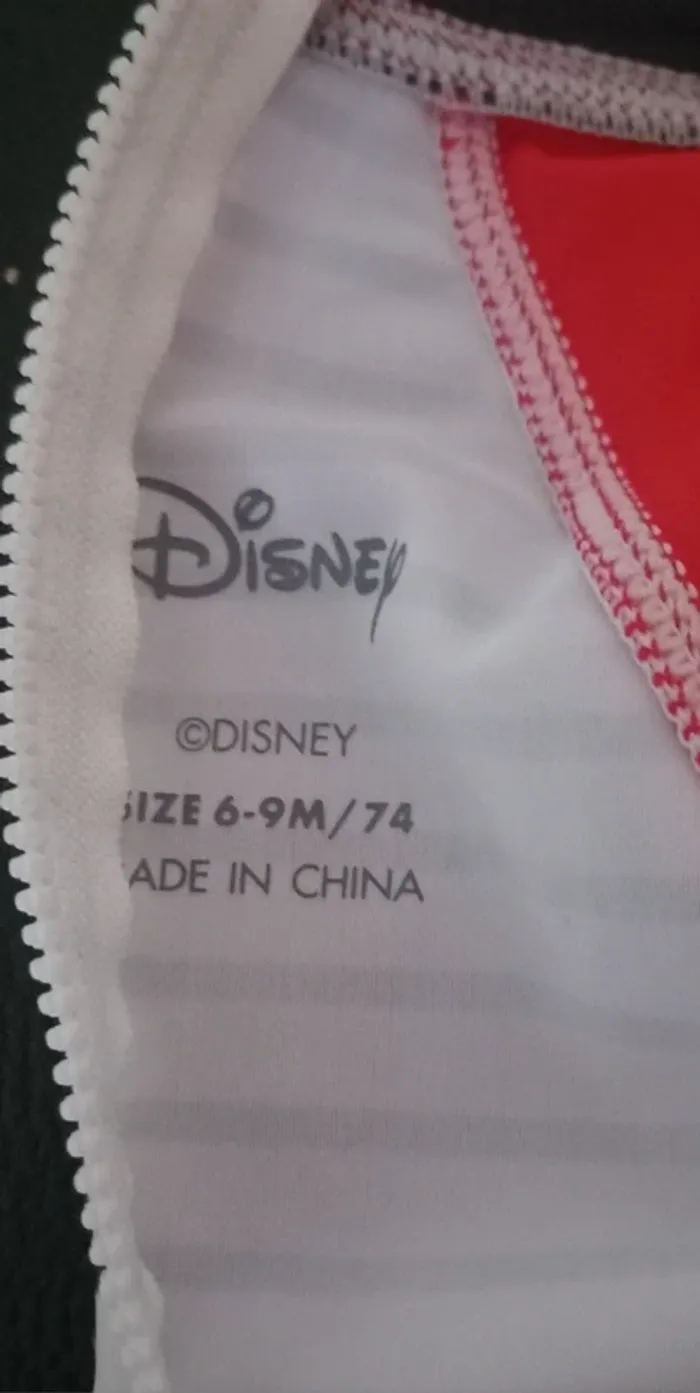 Disney
©DISNEY
SIZE 6-9M/74
ADE IN CHINA